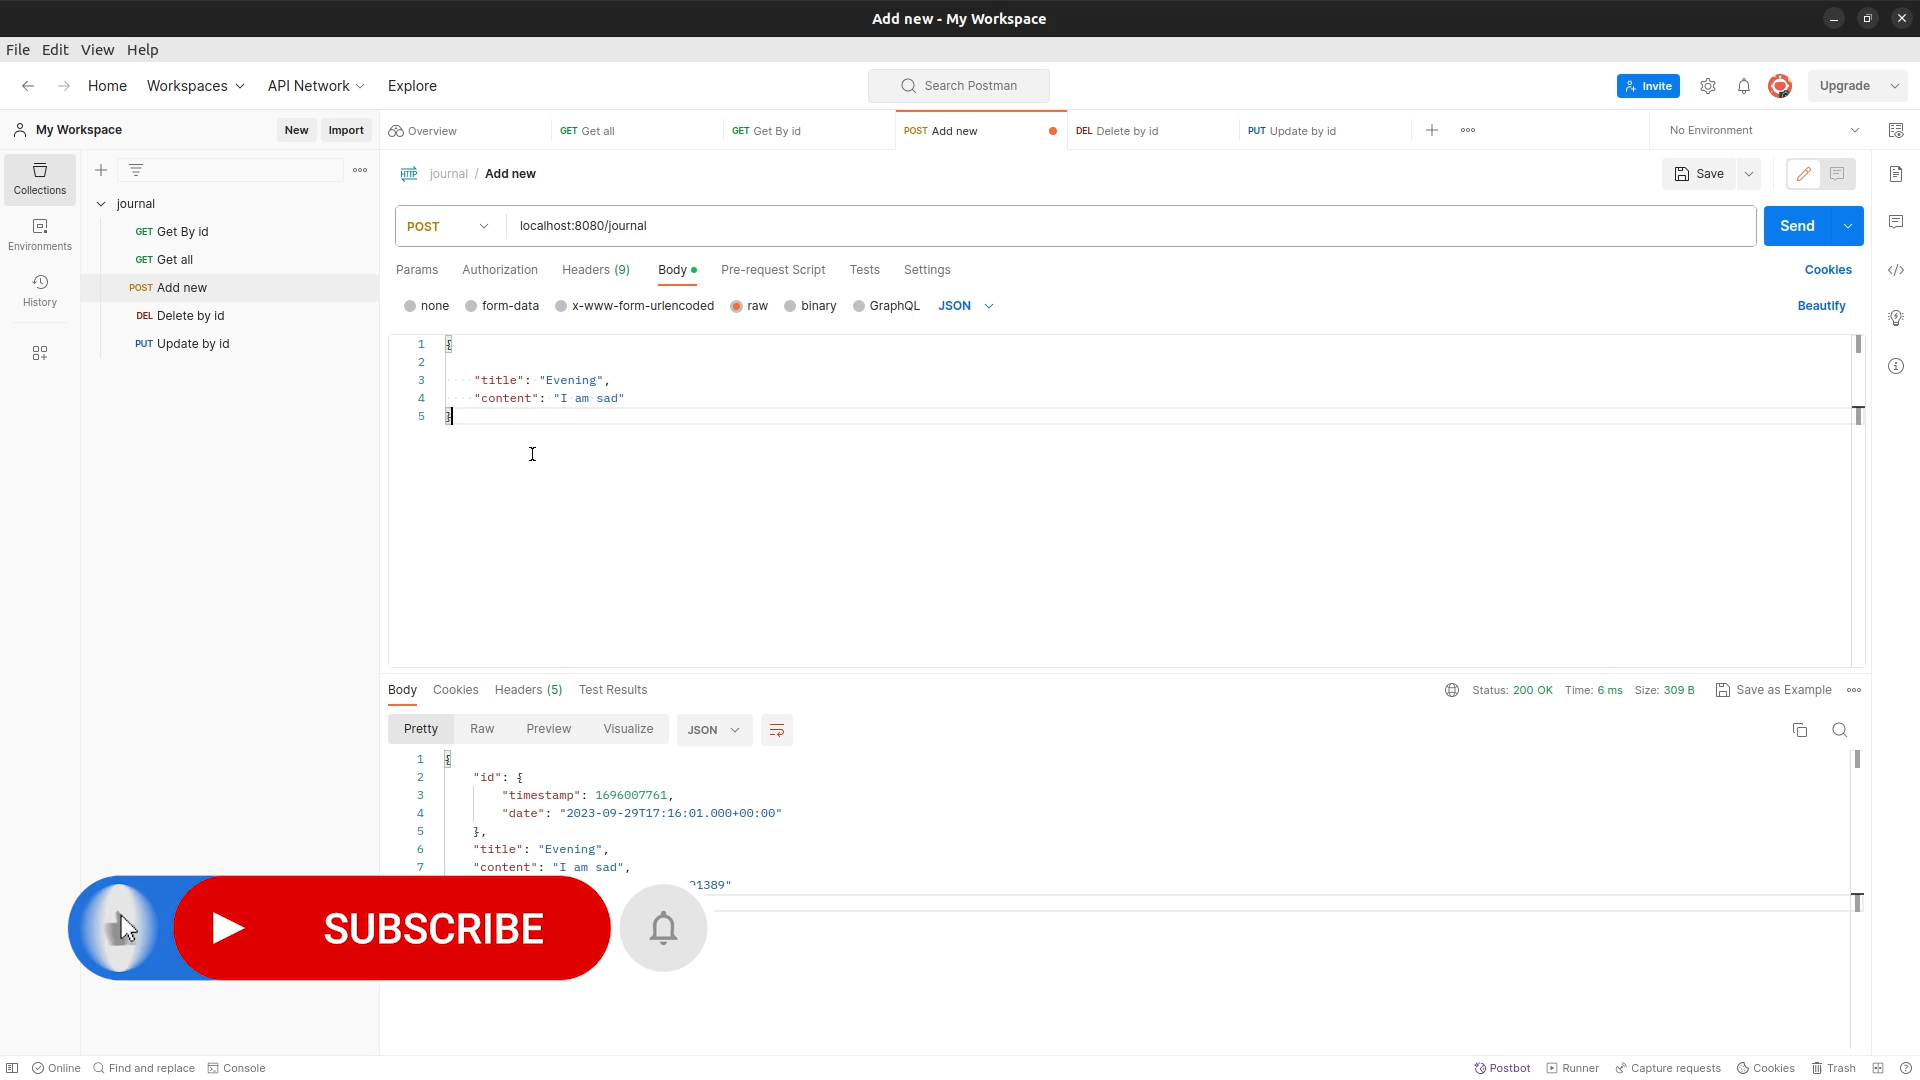 Add new - My Workspace
File Edit View Help
Home Workspaces API Network Explore Search Postman Invite Upgrade
My Workspace New Import Overview GET Get all GET Get By id POST Add new DEL Delete by id PUT Update by id No Environment
Collections
Environments
History
journal
GET Get By id
GET Get all
POST Add new
DEL Delete by id
PUT Update by id
HTTP journal / Add new Save
POST localhost:8080/journal Send
Params Authorization Headers (9) Body Pre-request Script Tests Settings Cookies
none form-data x-www-form-urlencoded raw binary GraphQL JSON Beautify
1 {
2
3 "title": "Evening",
4 "content": "I am sad"
5 }
Body Cookies Headers (5) Test Results Status: 200 OK Time: 6 ms Size: 309 B Save as Example
Pretty Raw Preview Visualize JSON
1 {
2 "id": {
3 "timestamp": 1696007761,
4 "date": "2023-09-29T17:16:01.000+00:00"
5 },
6 "title": "Evening",
7 "content": "I am sad",
21389"
SUBSCRIBE
Online Find and replace Console Postbot Runner Capture requests Cookies Trash